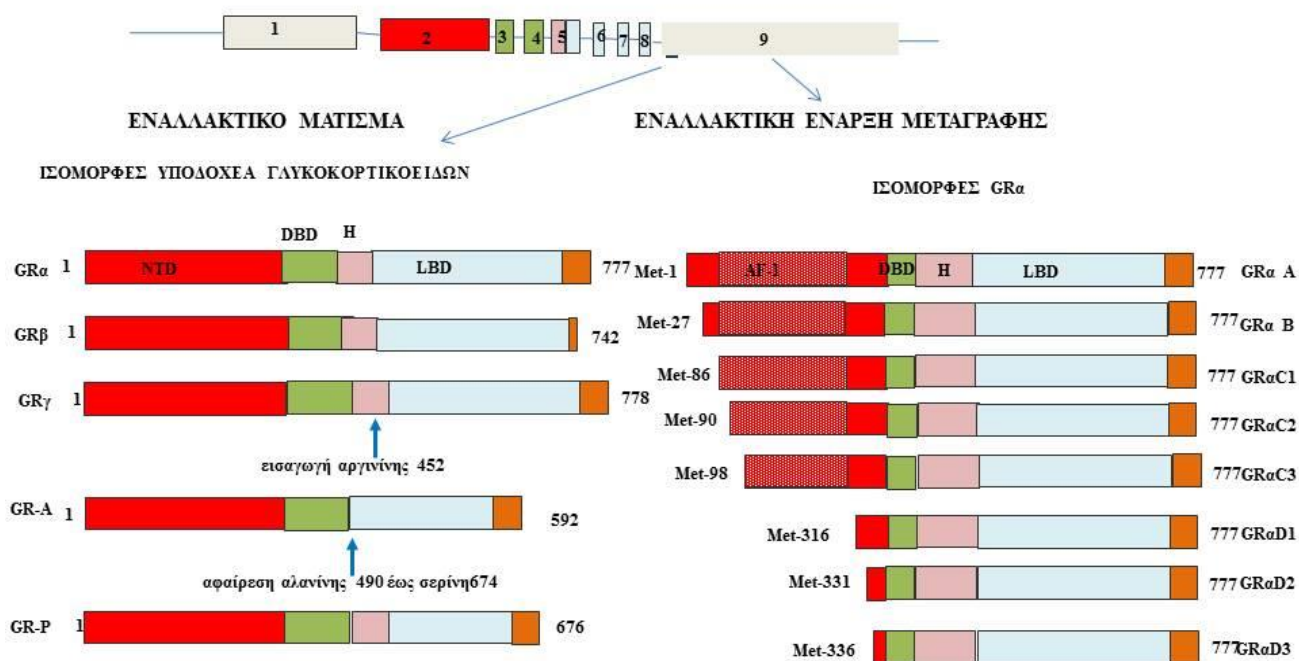 1 2 3 4 5 6 7 8 9
ΕΝΑΛΛΑΚΤΙΚΟ ΜΑΤΙΣΜΑ
ΙΣΟΜΟΡΦΕΣ ΥΠΟΔΟΧΕΑ ΓΛΥΚΟΚΟΡΤΙΚΟΕΙΔΩΝ
DBD H
GRα 1 NTD LBD 777
GRβ 1 742
GRγ 1 778
εισαγωγή αργινίνης 452
GR-A 1 592
αφαίρεση αλανίνης 490 έως σερίνη674
GR-P 1 676
ΕΝΑΛΛΑΚΤΙΚΗ ΕΝΑΡΞΗ ΜΕΤΑΓΡΑΦΗΣ
ΙΣΟΜΟΡΦΕΣ GRα
Met-1 AF-1 DBD H LBD 777 GRα A
Met-27 777 GRα B
Met-86 777 GRαC1
Met-90 777 GRαC2
Met-98 777 GRαC3
Met-316 777 GRαD1
Met-331 777 GRαD2
Met-336 777 GRαD3